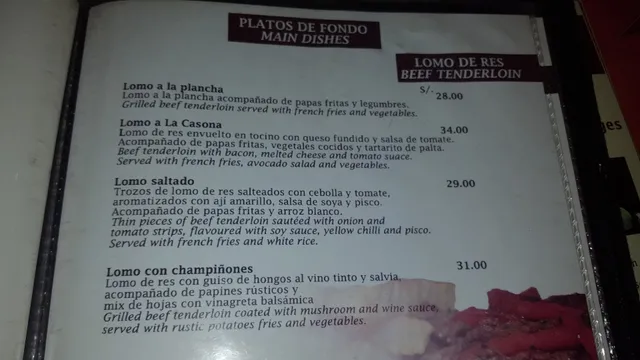 PLATOS DE FONDO
MAIN DISHES
LOMO DE RES
BEEF TENDERLOIN
Lomo a la plancha S/. 28.00
Lomo a la plancha acompañado de papas fritas y legumbres.
Grilled beef tenderloin served with french fries and vegetables.
Lomo a La Casona 34.00
Lomo de res envuelto en tocino con queso fundido y salsa de tomate.
Acompañado de papas fritas, vegetales cocidos y tartarito de palta.
Beef tenderloin with bacon, melted cheese and tomato suace.
Served with french fries, avocado salad and vegetables.
Lomo saltado 29.00
Trozos de lomo de res salteados con cebolla y tomate,
aromatizados con ají amarillo, salsa de soya y pisco.
Acompañado de papas fritas y arroz blanco.
Thin pieces of beef tenderloin sautéed with onion and
tomato strips, flavoured with soy sauce, yellow chilli and pisco.
Served with french fries and white rice.
Lomo con champiñones 31.00
Lomo de res con guiso de hongos al vino tinto y salvia,
acompañado de papines rústicos y
mix de hojas con vinagreta balsámica
Grilled beef tenderloin coated with mushroom and wine sauce,
served with rustic potatoes fries and vegetables.